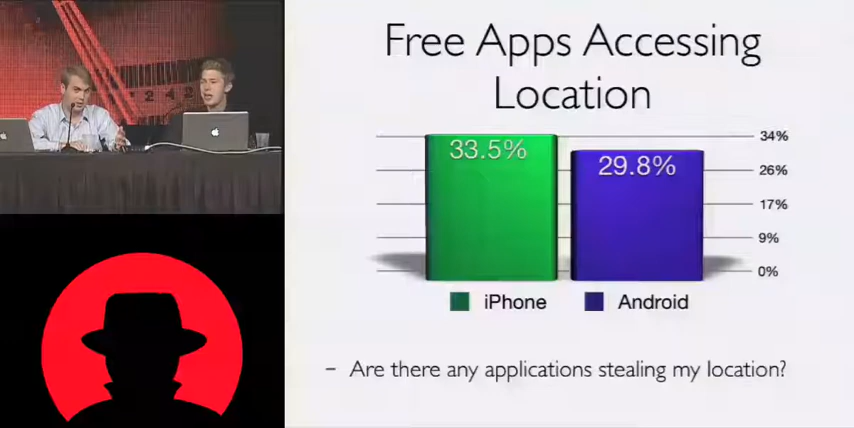 Free Apps Accessing
Location
33.5%
29.8%
34%
26%
17%
9%
0%
iPhone
Android
– Are there any applications stealing my location?